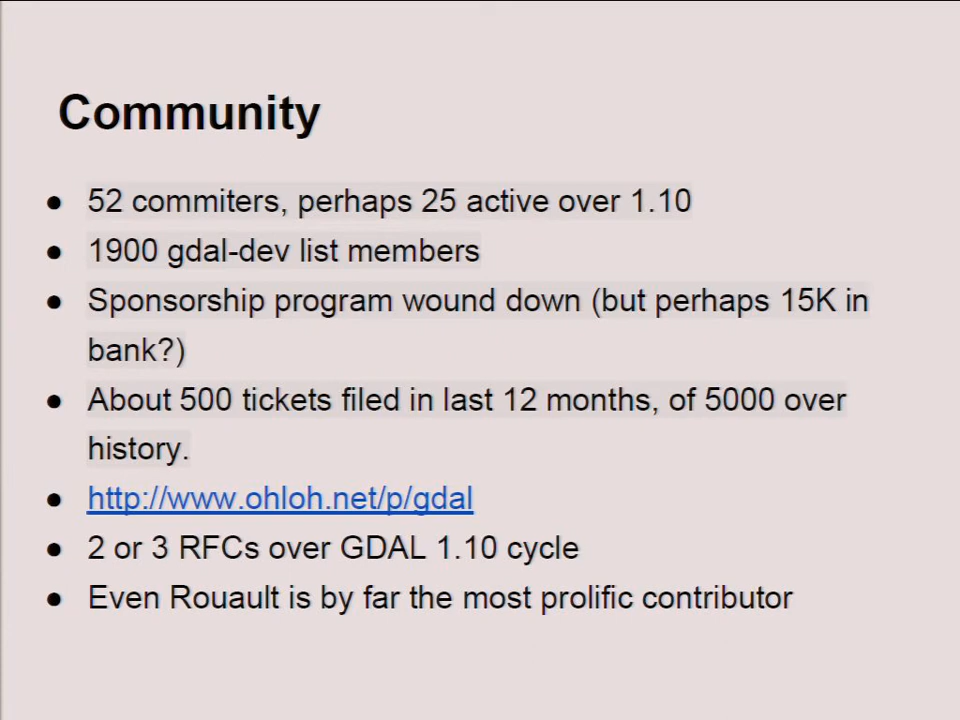 Community
● 52 commiters, perhaps 25 active over 1.10
● 1900 gdal-dev list members
● Sponsorship program wound down (but perhaps 15K in
bank?)
● About 500 tickets filed in last 12 months, of 5000 over
history.
● http://www.ohloh.net/p/gdal
● 2 or 3 RFCs over GDAL 1.10 cycle
● Even Rouault is by far the most prolific contributor